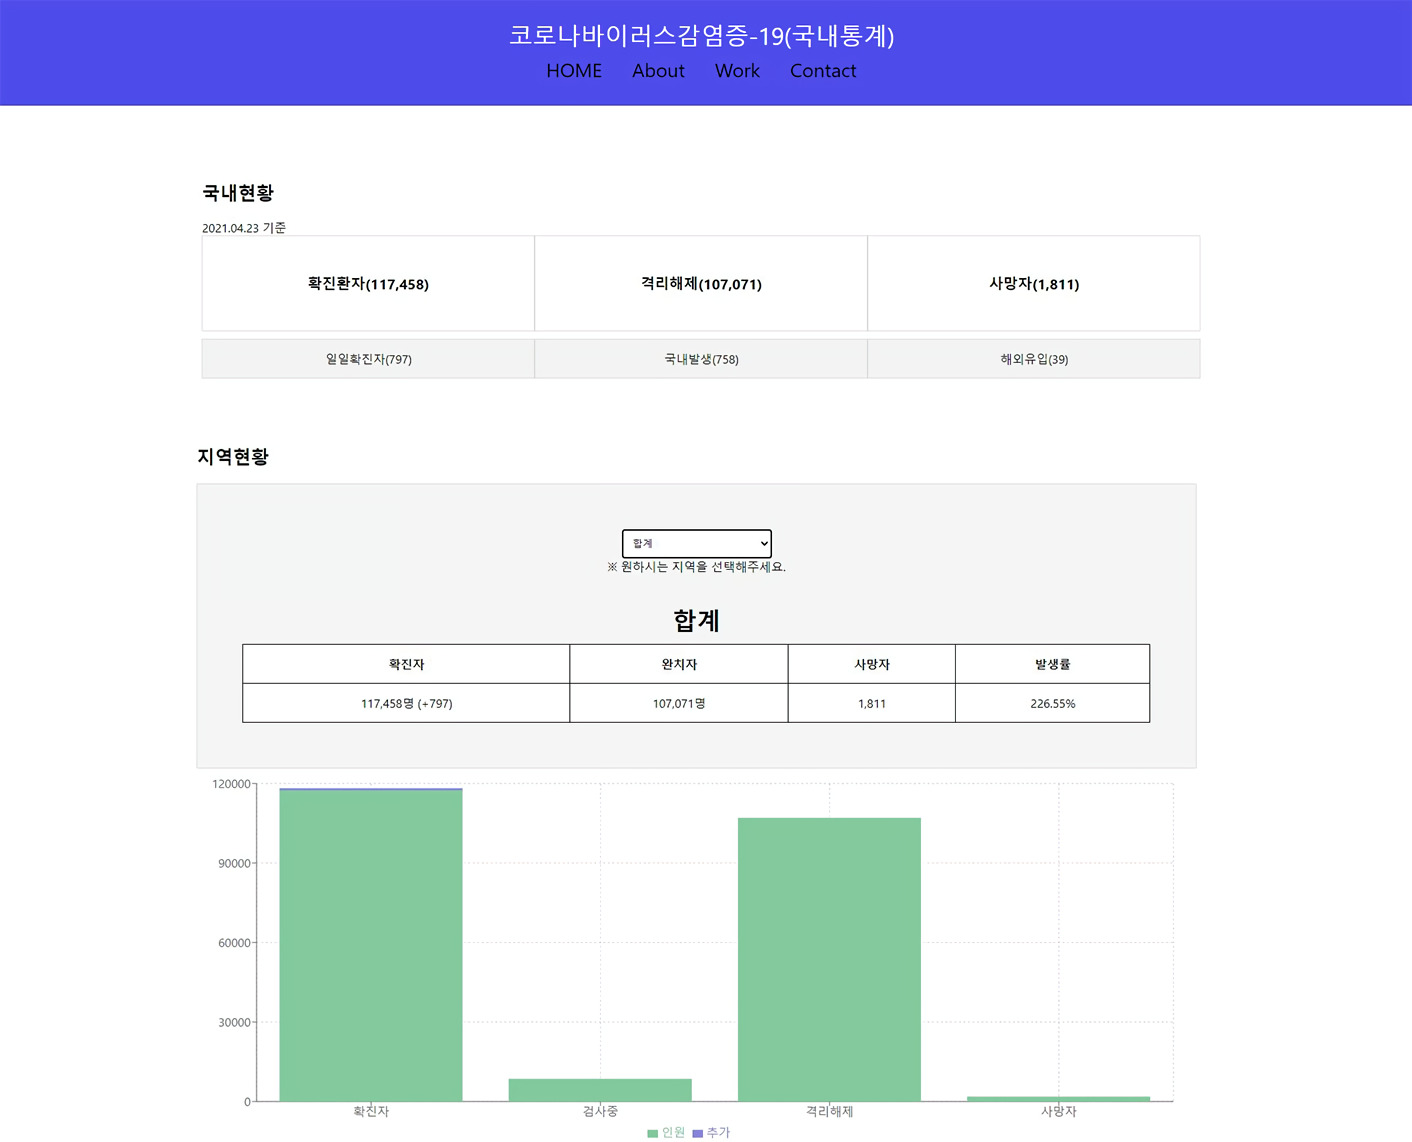 코로나바이러스감염증-19(국내통계)
HOME About Work Contact
국내현황
2021.04.23 기준
확진환자(117,458) 격리해제(107,071) 사망자(1,811)
일일확진자(797) 국내발생(758) 해외유입(39)
지역현황
합계
※ 원하시는 지역을 선택해주세요.
합계
확진자 완치자 사망자 발생률
117,458명 (+797) 107,071명 1,811 226.55%
120000
90000
60000
30000
0
확진자 검사중 격리해제 사망자
인원 추가